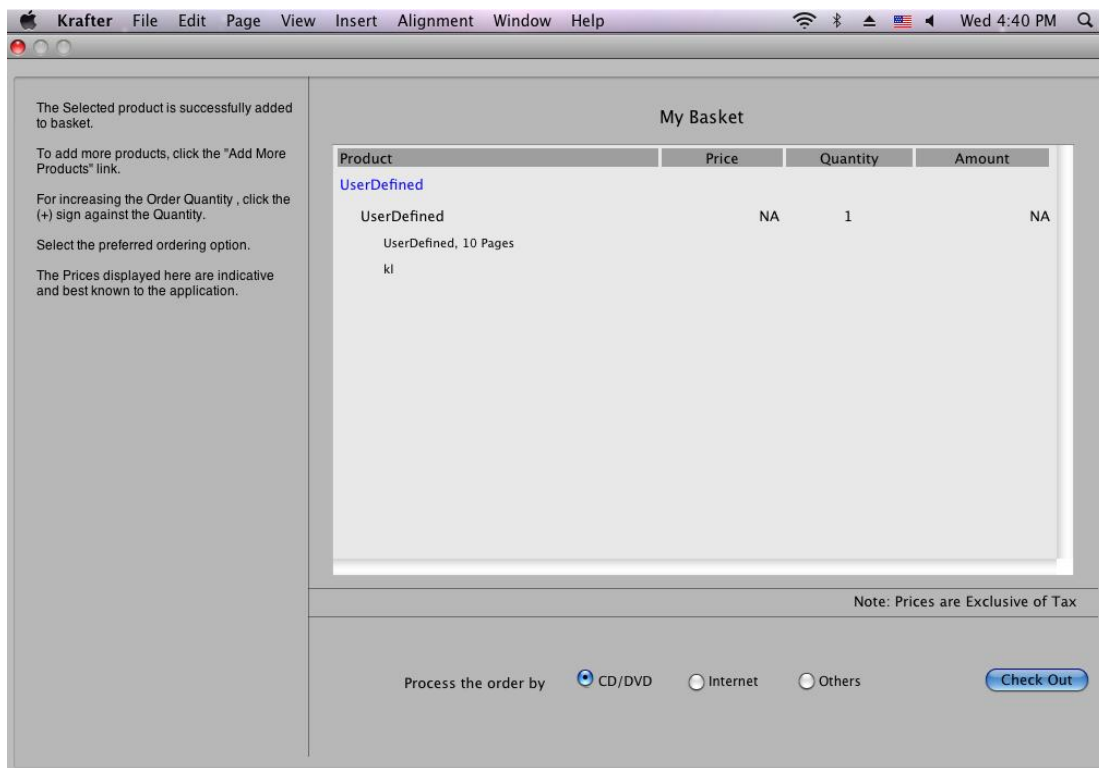 Krafter File Edit Page View Insert Alignment Window Help Wed 4:40 PM
The Selected product is successfully added
to basket.
To add more products, click the "Add More
Products" link.
For increasing the Order Quantity , click the
(+) sign against the Quantity.
Select the preferred ordering option.
The Prices displayed here are indicative
and best known to the application.
My Basket
Product Price Quantity Amount
UserDefined
UserDefined NA 1 NA
UserDefined, 10 Pages
kl
Note: Prices are Exclusive of Tax
Process the order by CD/DVD Internet Others Check Out